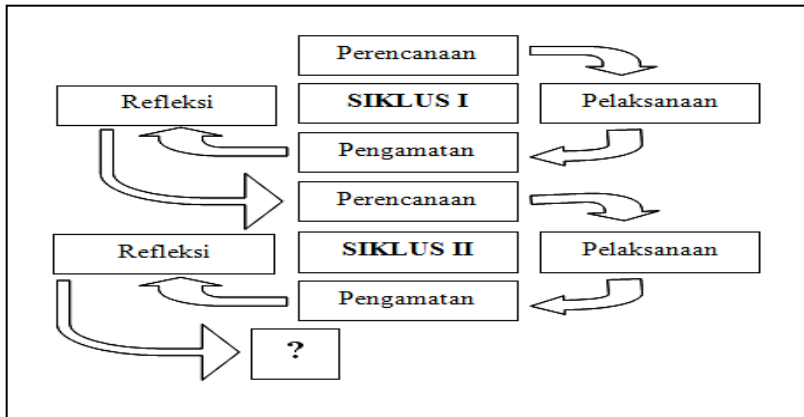 Perencanaan
Refleksi
SIKLUS I
Pelaksanaan
Pengamatan
Perencanaan
Refleksi
SIKLUS II
Pelaksanaan
Pengamatan
?